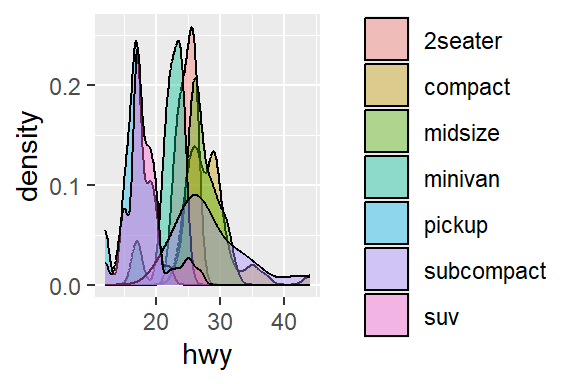 density
0.2
0.1
0.0
20 30 40
hwy
2seater
compact
midsize
minivan
pickup
subcompact
suv